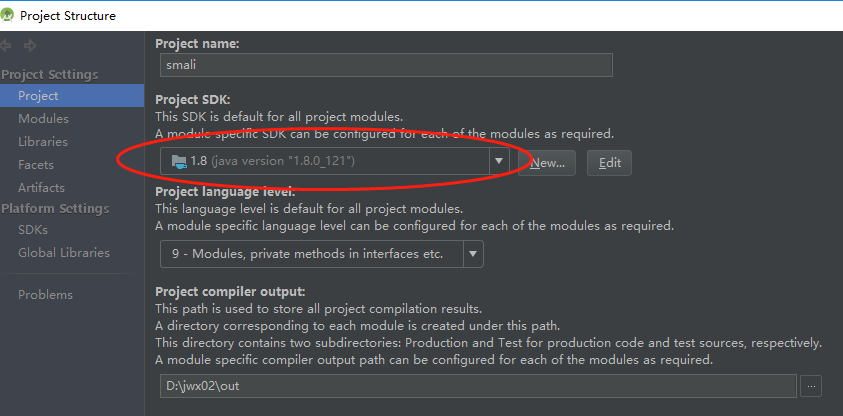 Project Structure
Project Settings
Project
Modules
Libraries
Facets
Artifacts
Platform Settings
SDKs
Global Libraries
Problems
Project name:
smali
Project SDK:
This SDK is default for all project modules.
A module specific SDK can be configured for each of the modules as required.
1.8 (java version "1.8.0_121")
New...
Edit
Project language level:
This language level is default for all project modules.
A module specific language level can be configured for each of the modules as required.
9 - Modules, private methods in interfaces etc.
Project compiler output:
This path is used to store all project compilation results.
A directory corresponding to each module is created under this path.
This directory contains two subdirectories: Production and Test for production code and test sources, respectively.
A module specific compiler output path can be configured for each of the modules as required.
D:\jwx02\out
...